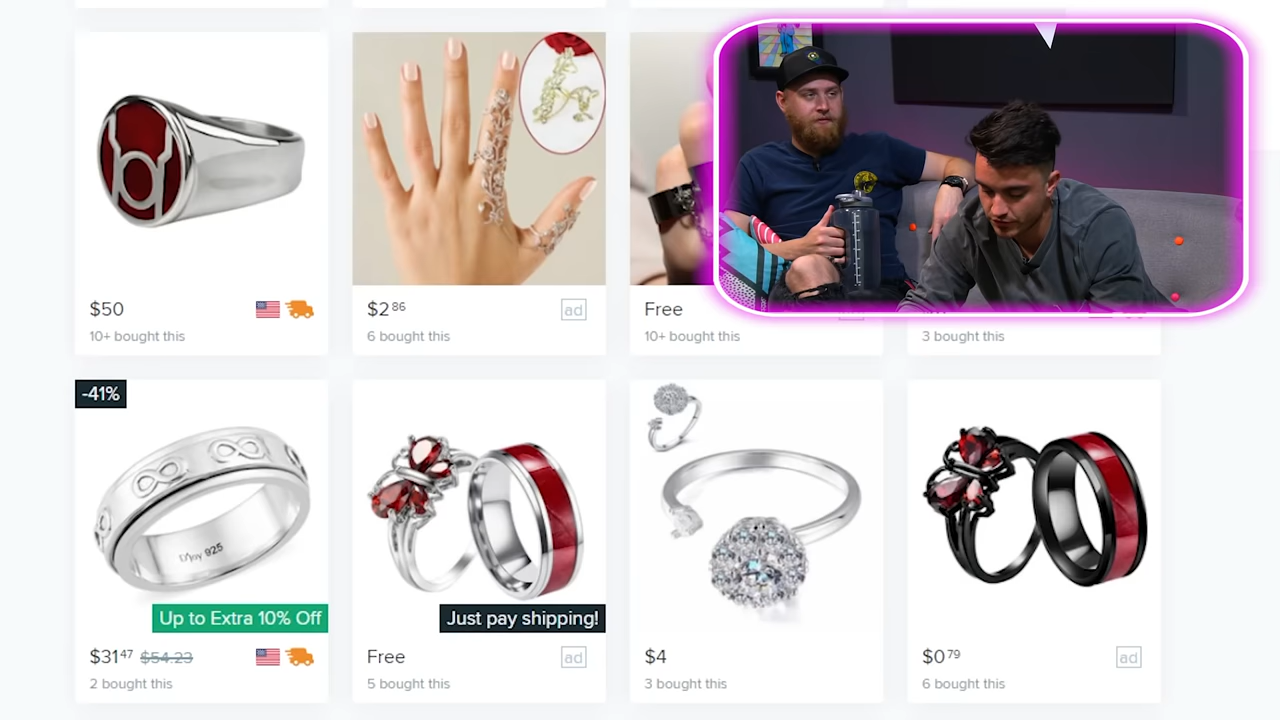 $50
10+ bought this
$2 86
ad
6 bought this
Free
10+ bought this
3 bought this
-41%
D'joy 925
Up to Extra 10% Off
$31 47 $54.23
2 bought this
Just pay shipping!
Free
ad
5 bought this
$4
3 bought this
$0 79
ad
6 bought this